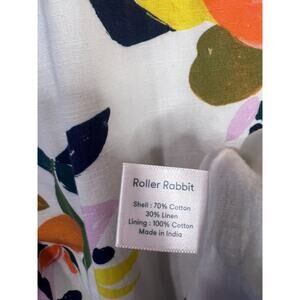 Roller Rabbit
Shell : 70% Cotton
30% Linen
Lining : 100% Cotton
Made in India